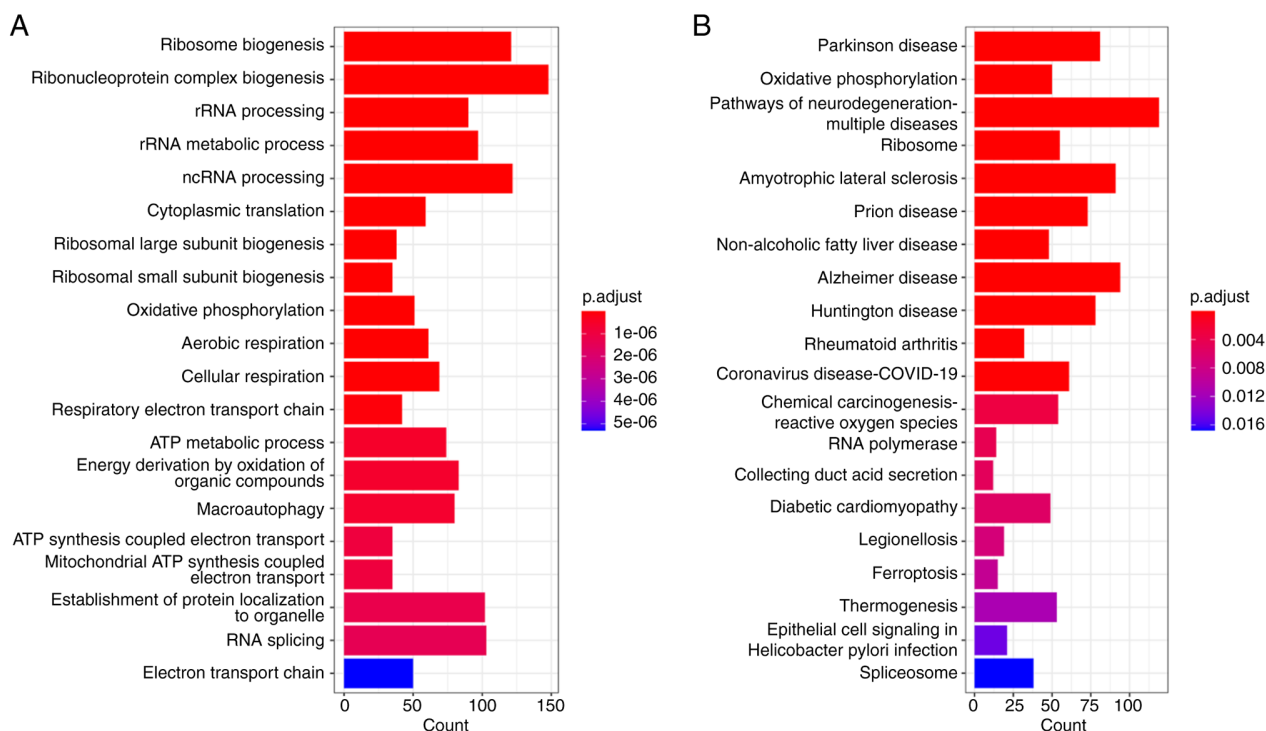 A
Ribosome biogenesis
Ribonucleoprotein complex biogenesis
rRNA processing
rRNA metabolic process
ncRNA processing
Cytoplasmic translation
Ribosomal large subunit biogenesis
Ribosomal small subunit biogenesis
Oxidative phosphorylation
Aerobic respiration
Cellular respiration
Respiratory electron transport chain
ATP metabolic process
Energy derivation by oxidation of
organic compounds
Macroautophagy
ATP synthesis coupled electron transport
Mitochondrial ATP synthesis coupled
electron transport
Establishment of protein localization
to organelle
RNA splicing
Electron transport chain
0 50 100 150
Count
p.adjust
1e-06
2e-06
3e-06
4e-06
5e-06
B
Parkinson disease
Oxidative phosphorylation
Pathways of neurodegeneration-
multiple diseases
Ribosome
Amyotrophic lateral sclerosis
Prion disease
Non-alcoholic fatty liver disease
Alzheimer disease
Huntington disease
Rheumatoid arthritis
Coronavirus disease-COVID-19
Chemical carcinogenesis-
reactive oxygen species
RNA polymerase
Collecting duct acid secretion
Diabetic cardiomyopathy
Legionellosis
Ferroptosis
Thermogenesis
Epithelial cell signaling in
Helicobacter pylori infection
Spliceosome
0 25 50 75 100
Count
p.adjust
0.004
0.008
0.012
0.016